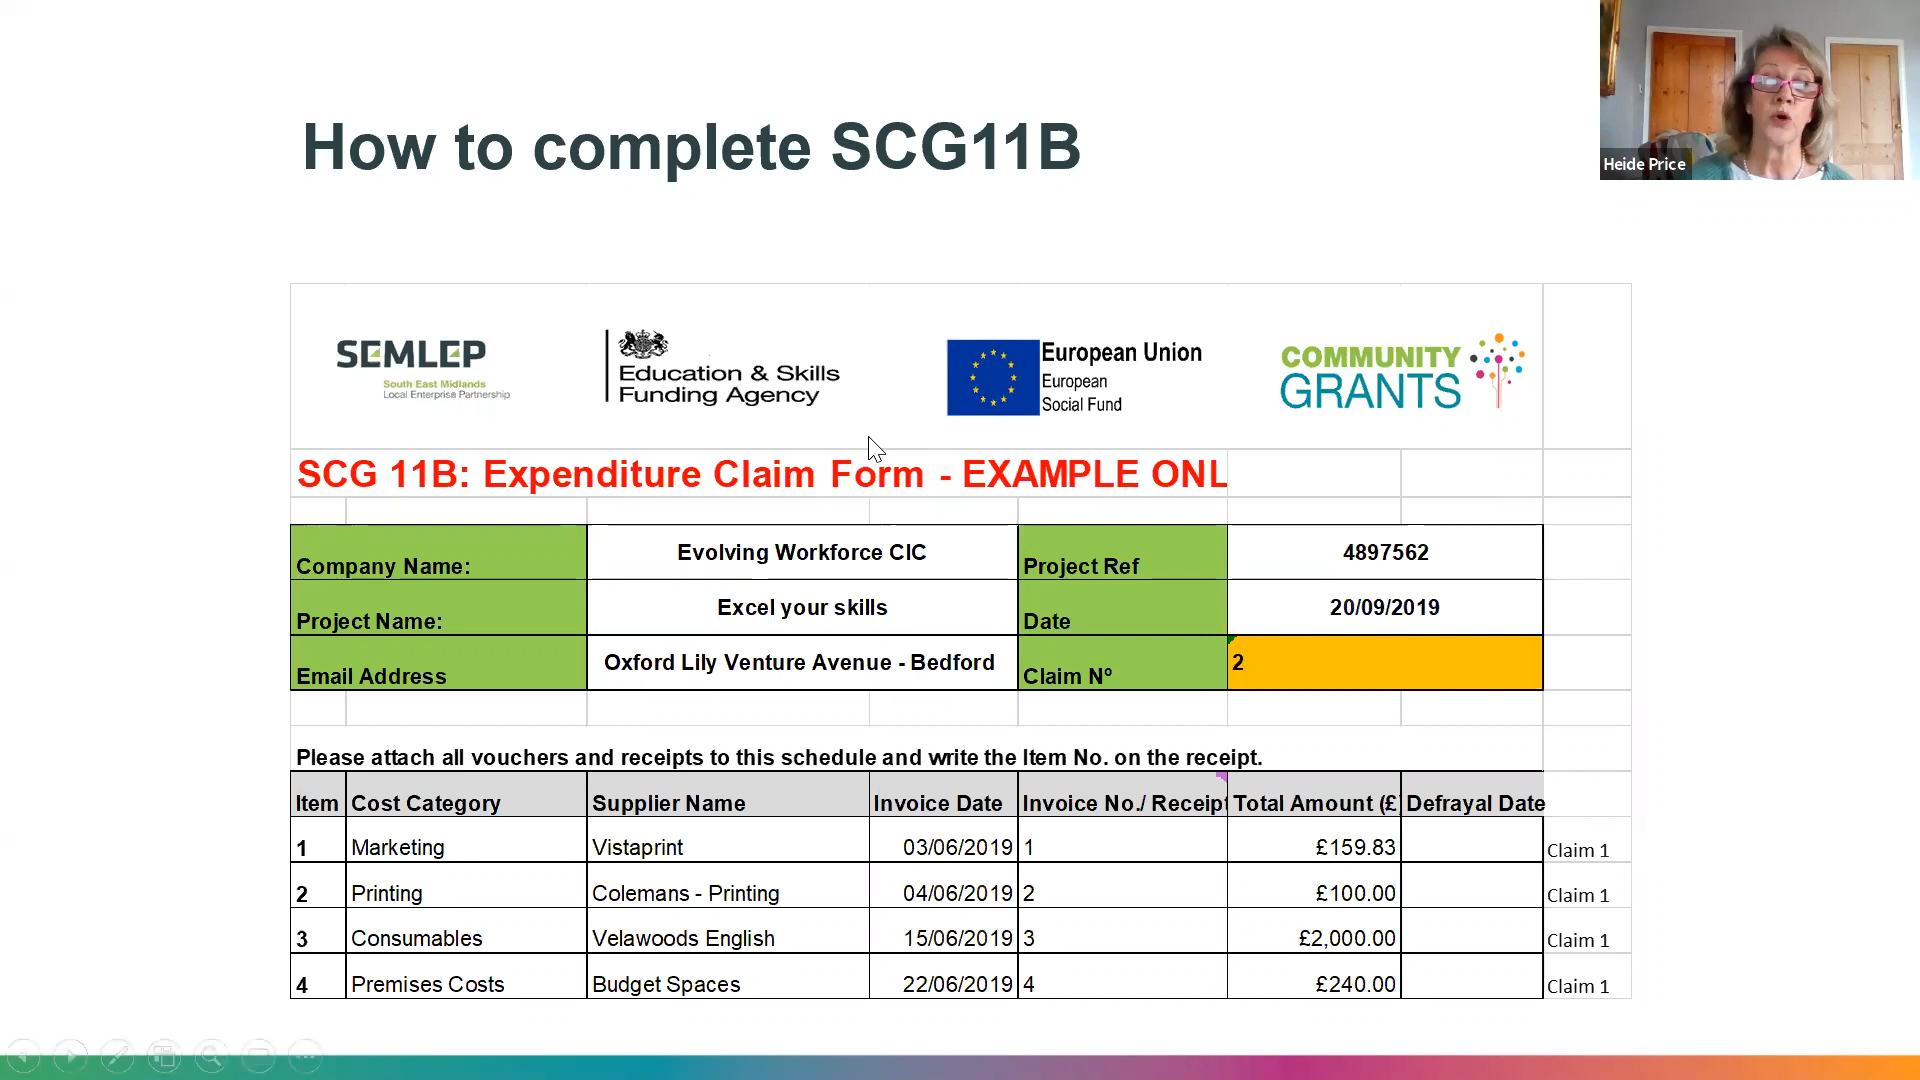 How to complete SCG11B
Heide Price
SEMLEP
South East Midlands
Local Enterprise Partnership
Education & Skills
Funding Agency
European Union
European
Social Fund
COMMUNITY
GRANTS
SCG 11B: Expenditure Claim Form - EXAMPLE ONL
Company Name: Evolving Workforce CIC Project Ref 4897562
Project Name: Excel your skills Date 20/09/2019
Email Address Oxford Lily Venture Avenue - Bedford Claim Nº 2
Please attach all vouchers and receipts to this schedule and write the Item No. on the receipt.
Item Cost Category Supplier Name Invoice Date Invoice No./ Receipt Total Amount (£ Defrayal Date
1 Marketing Vistaprint 03/06/2019 1 £159.83 Claim 1
2 Printing Colemans - Printing 04/06/2019 2 £100.00 Claim 1
3 Consumables Velawoods English 15/06/2019 3 £2,000.00 Claim 1
4 Premises Costs Budget Spaces 22/06/2019 4 £240.00 Claim 1